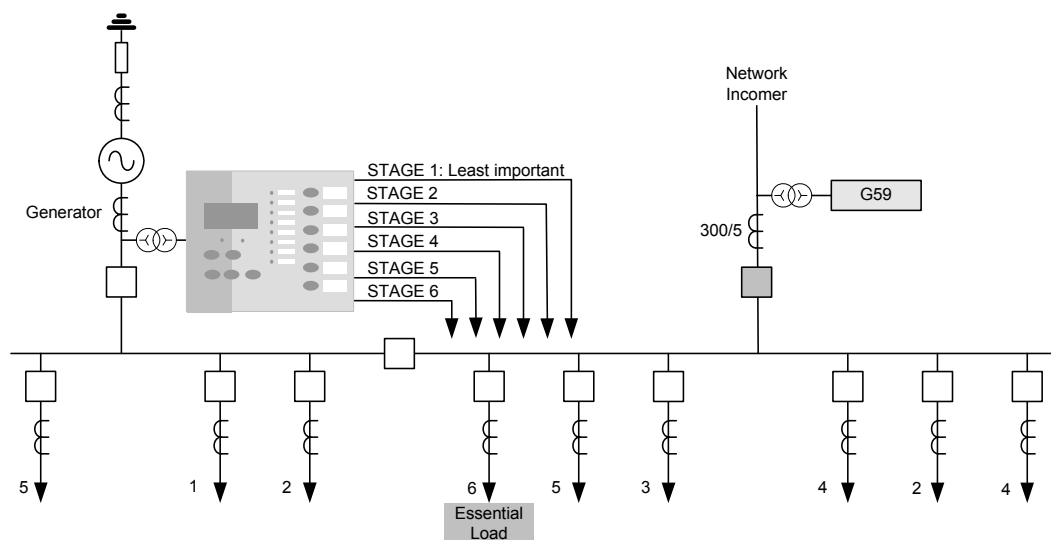 Network
Incomer
STAGE 1: Least important
STAGE 2
G59
Generator
STAGE 3
300/5
STAGE 4
STAGE 5
STAGE 6
5
1
2
6
5
3
4
2
4
Essential
Load